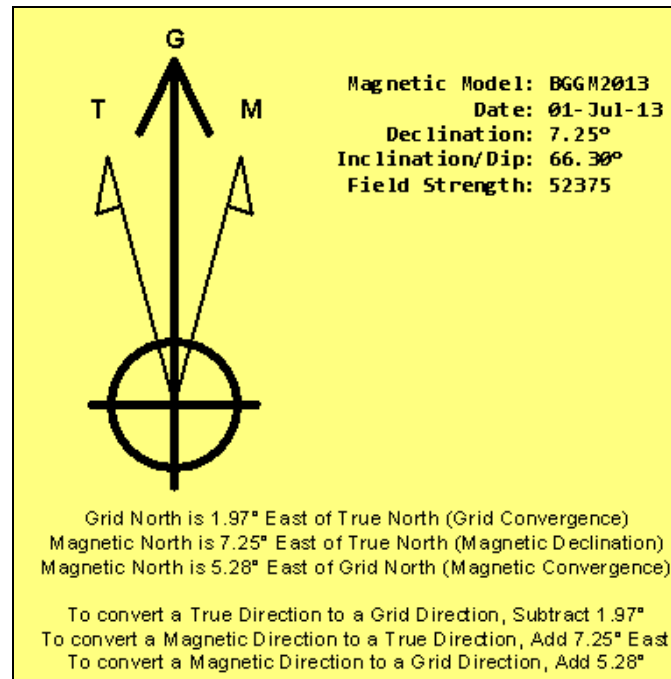 G
T M
Magnetic Model: BGGM2013
Date: 01-Jul-13
Declination: 7.25°
Inclination/Dip: 66.30°
Field Strength: 52375
Grid North is 1.97° East of True North (Grid Convergence)
Magnetic North is 7.25° East of True North (Magnetic Declination)
Magnetic North is 5.28° East of Grid North (Magnetic Convergence)
To convert a True Direction to a Grid Direction, Subtract 1.97°
To convert a Magnetic Direction to a True Direction, Add 7.25° East
To convert a Magnetic Direction to a Grid Direction, Add 5.28°